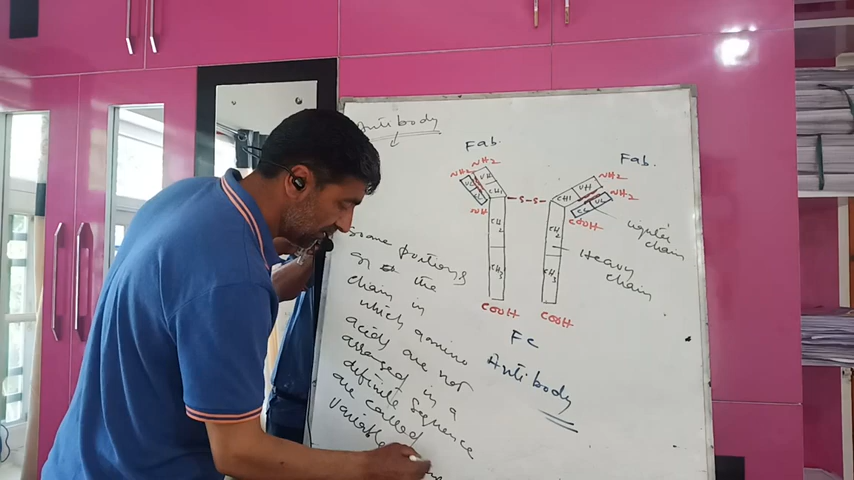 Antibody
Fab.
Fab.
NH2
NH2
VH
CH1
NH
S-S
CH1
VH
NH2
NH2
VL
CL
COOH
Lighter
chain
CH2
CH2
Heavy
chain
CH3
CH3
COOH
COOH
FC
Antibody
Some portions
of the
chain in
which amino
acids are not
arranged in a
definite sequence
are called
variable